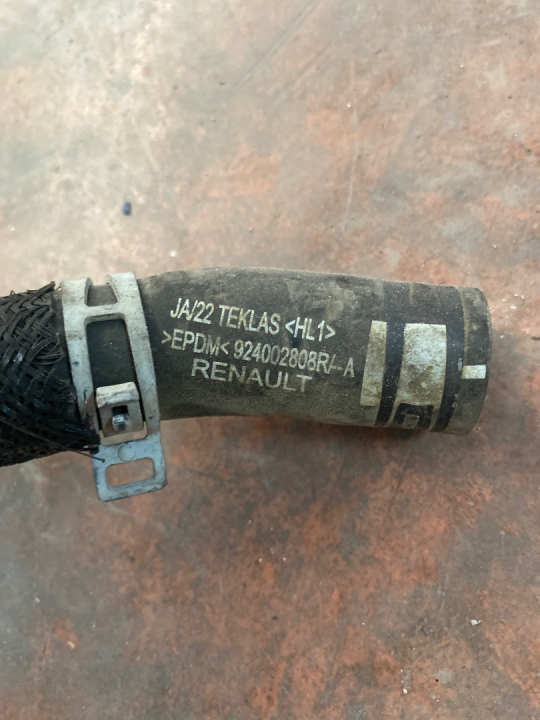 JA/22 TEKLAS <HL1>
>EPDM< 924002808R/-A
RENAULT